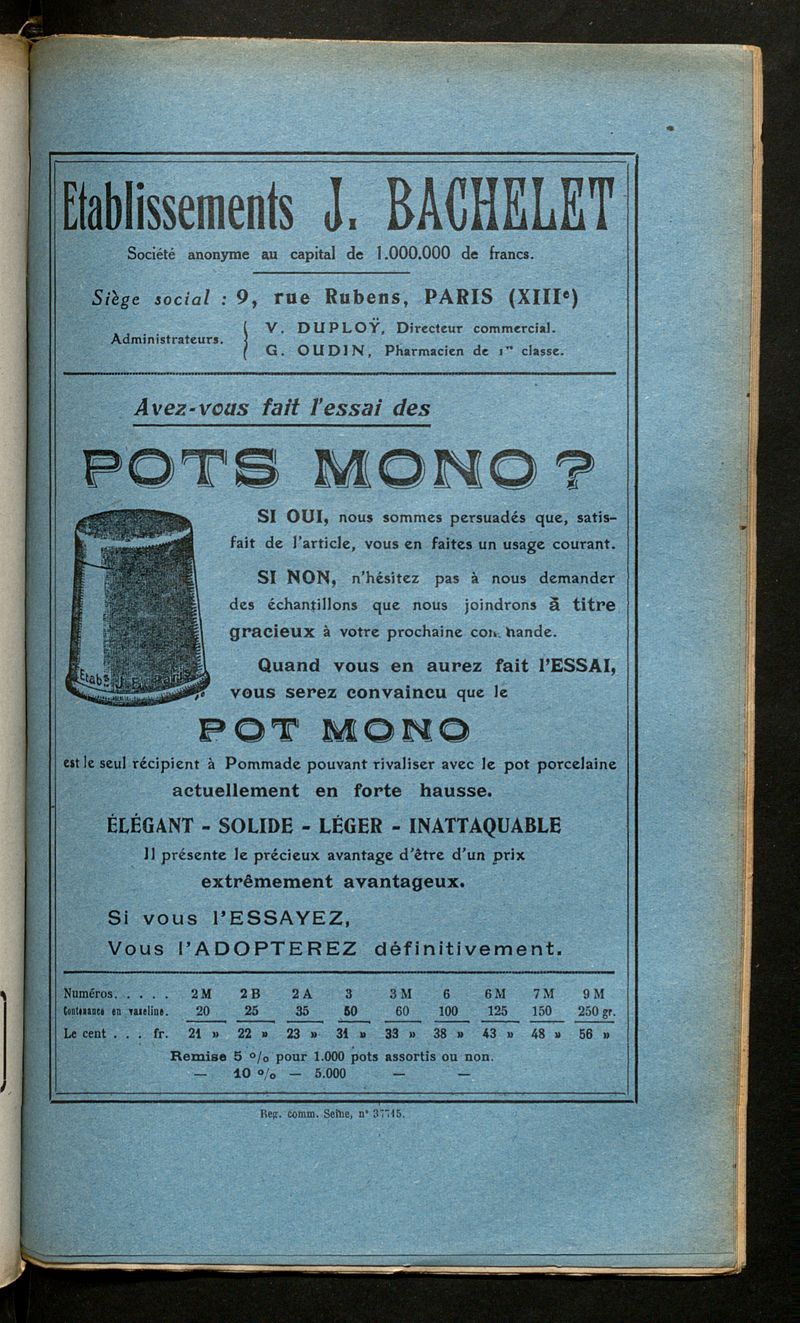 Etablissements J. BACHELET
Société anonyme au capital de 1.000.000 de francs.
Siège social : 9, rue Rubens, PARIS (XIIIe)
Administrateurs. { V. DUPLOŸ, Directeur commercial.
G. OUDIN, Pharmacien de 1re classe.
Avez-vous fait l'essai des
POTS MONO ?
SI OUI, nous sommes persuadés que, satis-
fait de l'article, vous en faites un usage courant.
SI NON, n'hésitez pas à nous demander
des échantillons que nous joindrons à titre
gracieux à votre prochaine commande.
Quand vous en aurez fait l'ESSAI,
vous serez convaincu que le
Etabts J. B. Paris
POT MONO
est le seul récipient à Pommade pouvant rivaliser avec le pot porcelaine
actuellement en forte hausse.
ÉLÉGANT - SOLIDE - LÉGER - INATTAQUABLE
Il présente le précieux avantage d'être d'un prix
extrêmement avantageux.
Si vous l'ESSAYEZ,
Vous l'ADOPTEREZ définitivement.
Numéros. . . . . 2 M 2 B 2 A 3 3 M 6 6 M 7 M 9 M
Contenance en vaseline. 20 25 35 50 60 100 125 150 250 gr.
Le cent . . . fr. 21 » 22 » 23 » 31 » 33 » 38 » 43 » 48 » 56 »
Remise 5 o/o pour 1.000 pots assortis ou non.
— 10 o/o — 5.000 — —
Reg. comm. Seine, n°